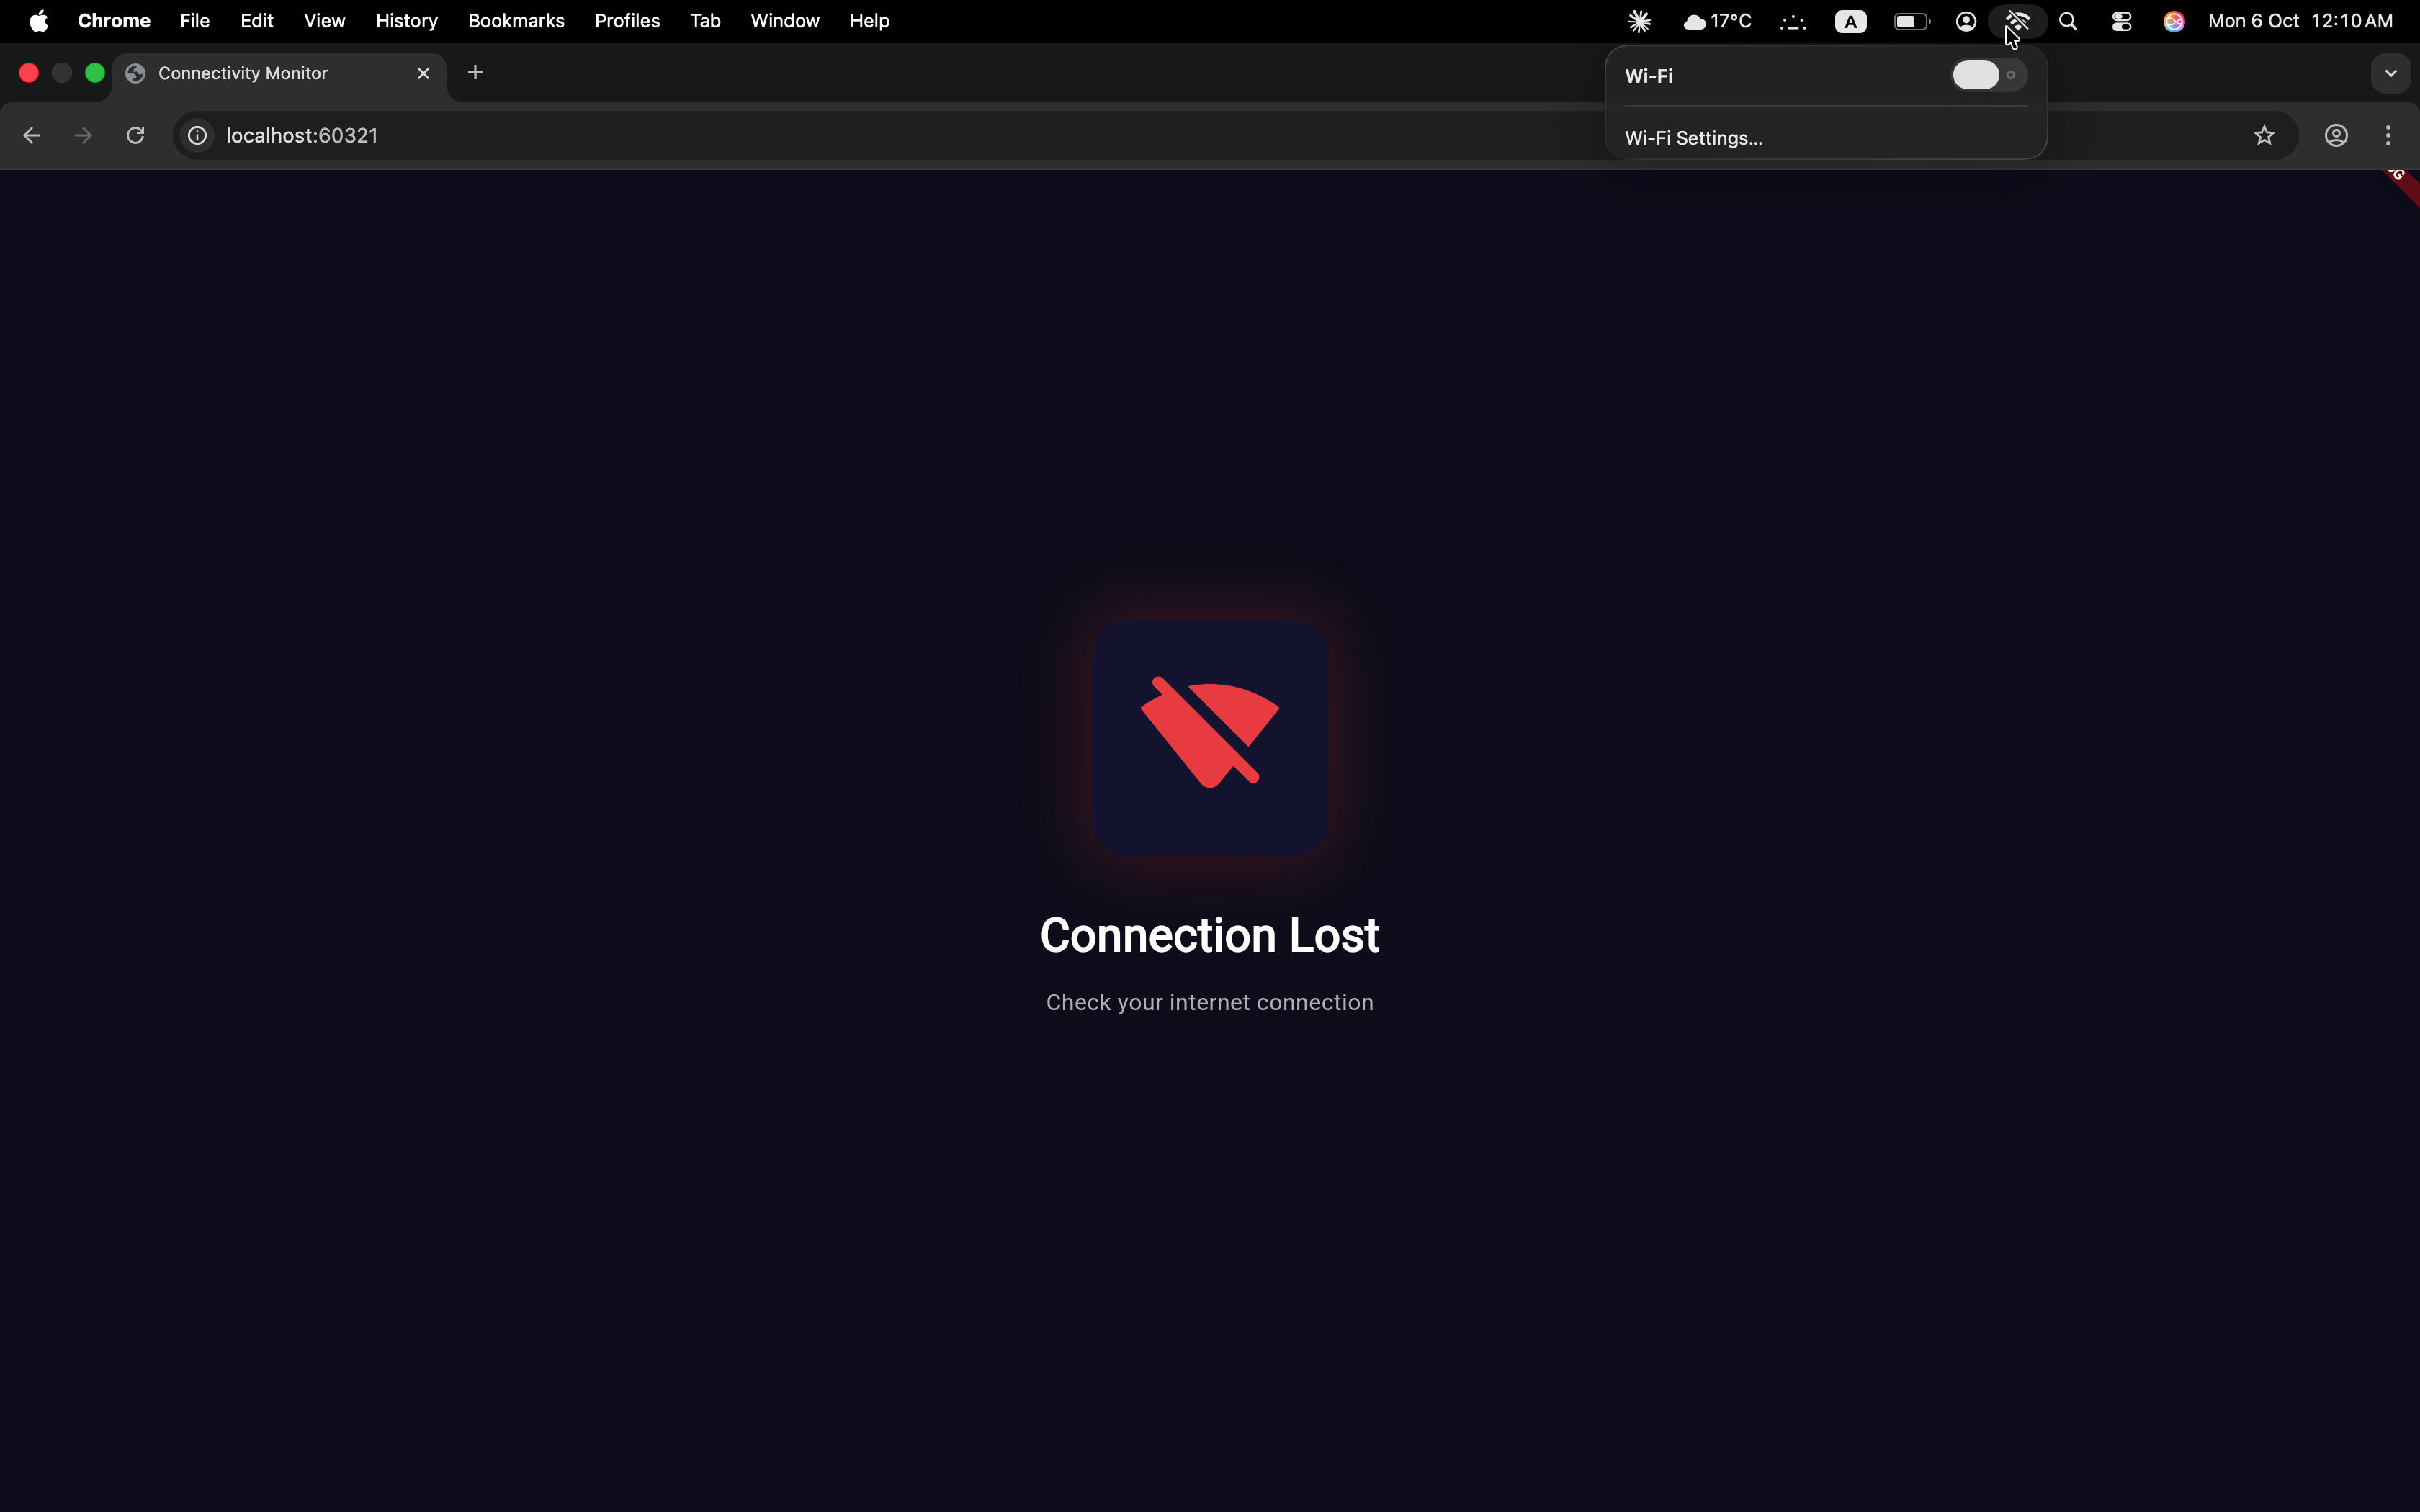 Chrome File Edit View History Bookmarks Profiles Tab Window Help 17°C A Mon 6 Oct 12:10 AM
Connectivity Monitor
Wi-Fi
localhost:60321
Wi-Fi Settings...
Connection Lost
Check your internet connection